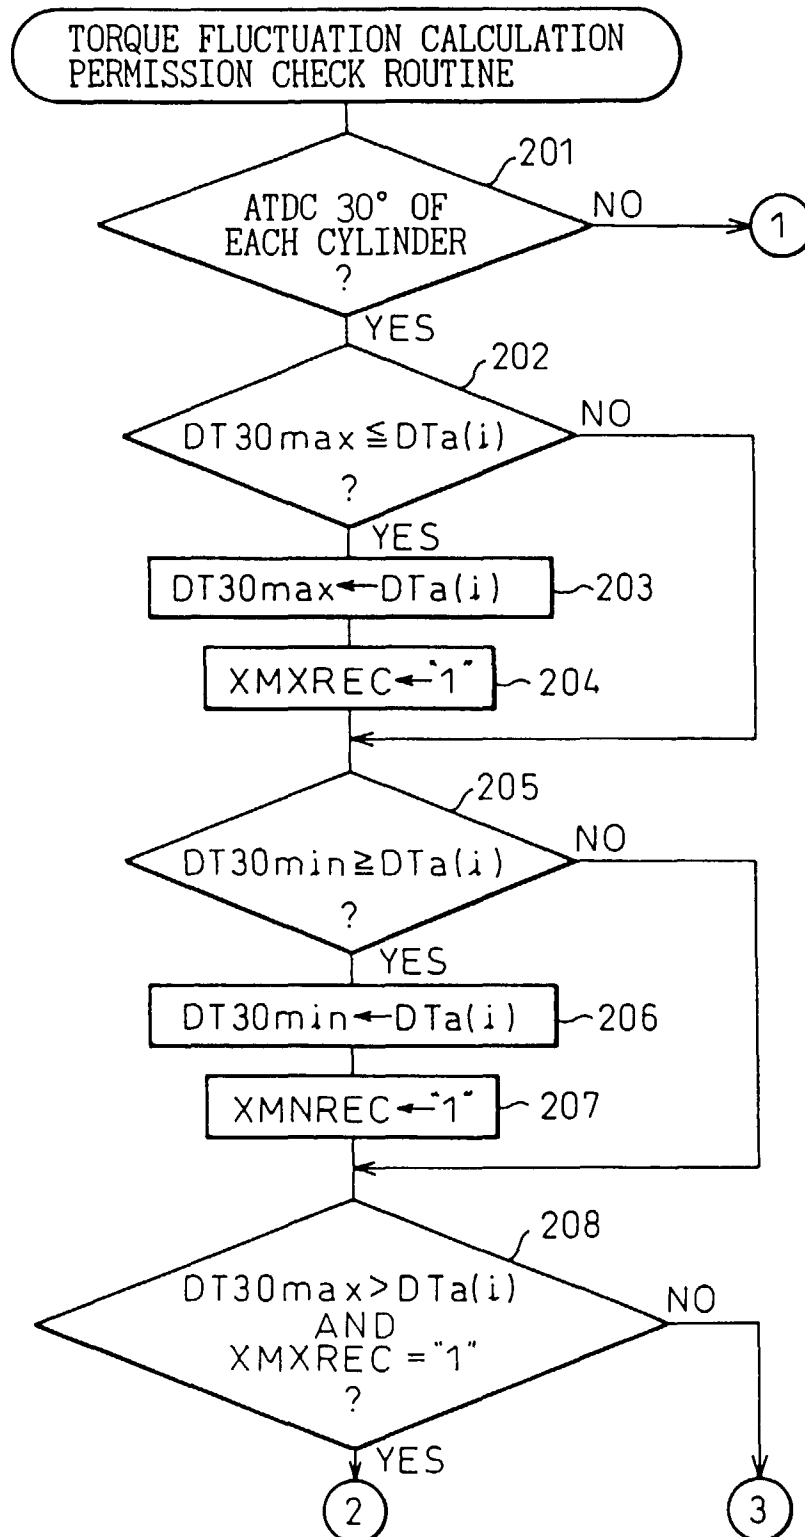 TORQUE FLUCTUATION CALCULATION
PERMISSION CHECK ROUTINE
201
ATDC 30° OF
EACH CYLINDER
?
NO
1
YES
202
DT30max≦DTa(i)
?
NO
YES
DT30max←DTa(i)
203
XMXREC←"1"
204
205
DT30min≧DTa(i)
?
NO
YES
DT30min←DTa(i)
206
XMNREC←"1"
207
208
DT30max>DTa(i)
AND
XMXREC="1"
?
NO
YES
2
3